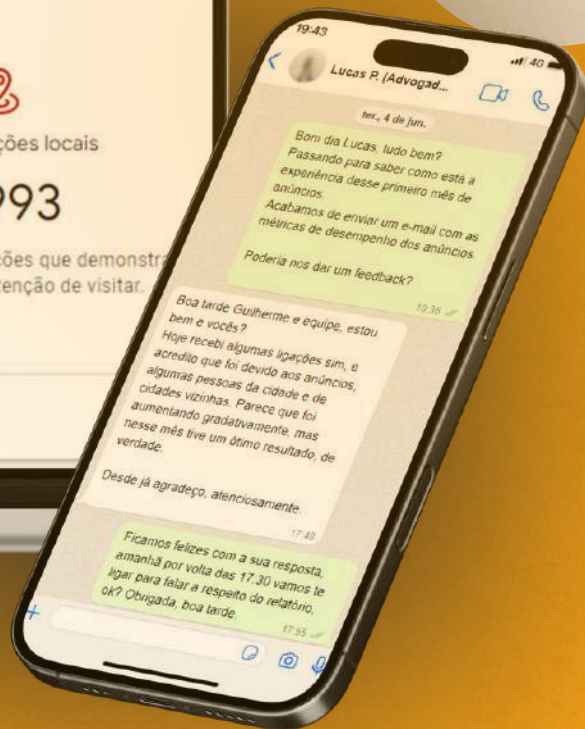 ções locais
993
ções que demonstra
tenção de visitar.
19:43
4G
Lucas P. (Advogad...
ter., 4 de jun.
Bom dia Lucas, tudo bem?
Passando para saber como está a
experiência desse primeiro mês de
anúncios.
Acabamos de enviar um e-mail com as
métricas de desempenho dos anúncios.
Poderia nos dar um feedback?
Boa tarde Guilherme e equipe, estou
bem e vocês?
Hoje recebi algumas ligações sim, e
acredito que foi devido aos anúncios,
algumas pessoas da cidade e de
cidades vizinhas. Parece que foi
aumentando gradativamente, mas
nesse mês tive um ótimo resultado, de
verdade.
Desde já agradeço, atenciosamente.
17:48
Ficamos felizes com a sua resposta,
amanhã por volta das 17.30 vamos te
ligar para falar a respeito do relatório,
ok? Obrigada, boa tarde.
17:55